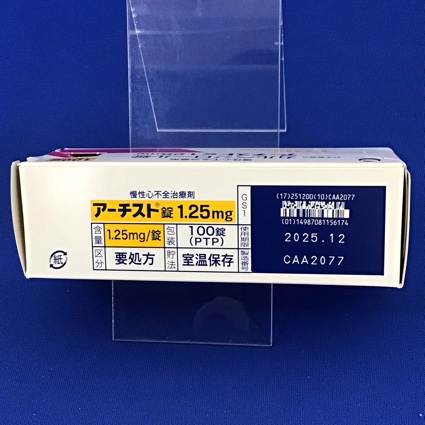 慢性心不全治療剤
アーチスト®錠1.25mg
含量 1.25mg/錠 包装 100錠(PTP)
区分 要処方 貯法 室温保存
GS1
使用期限
製造番号
(17)251200(10)CAA2077
(01)14987081156174
2025.12
CAA2077
紙